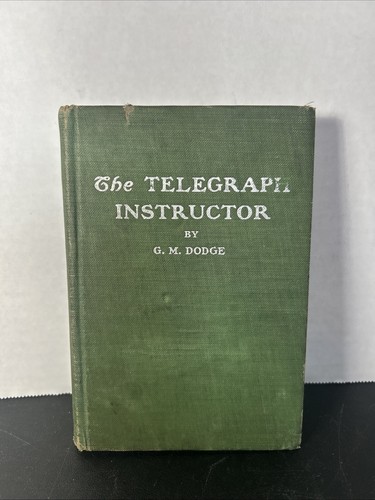 The TELEGRAPH
INSTRUCTOR
BY
G. M. DODGE